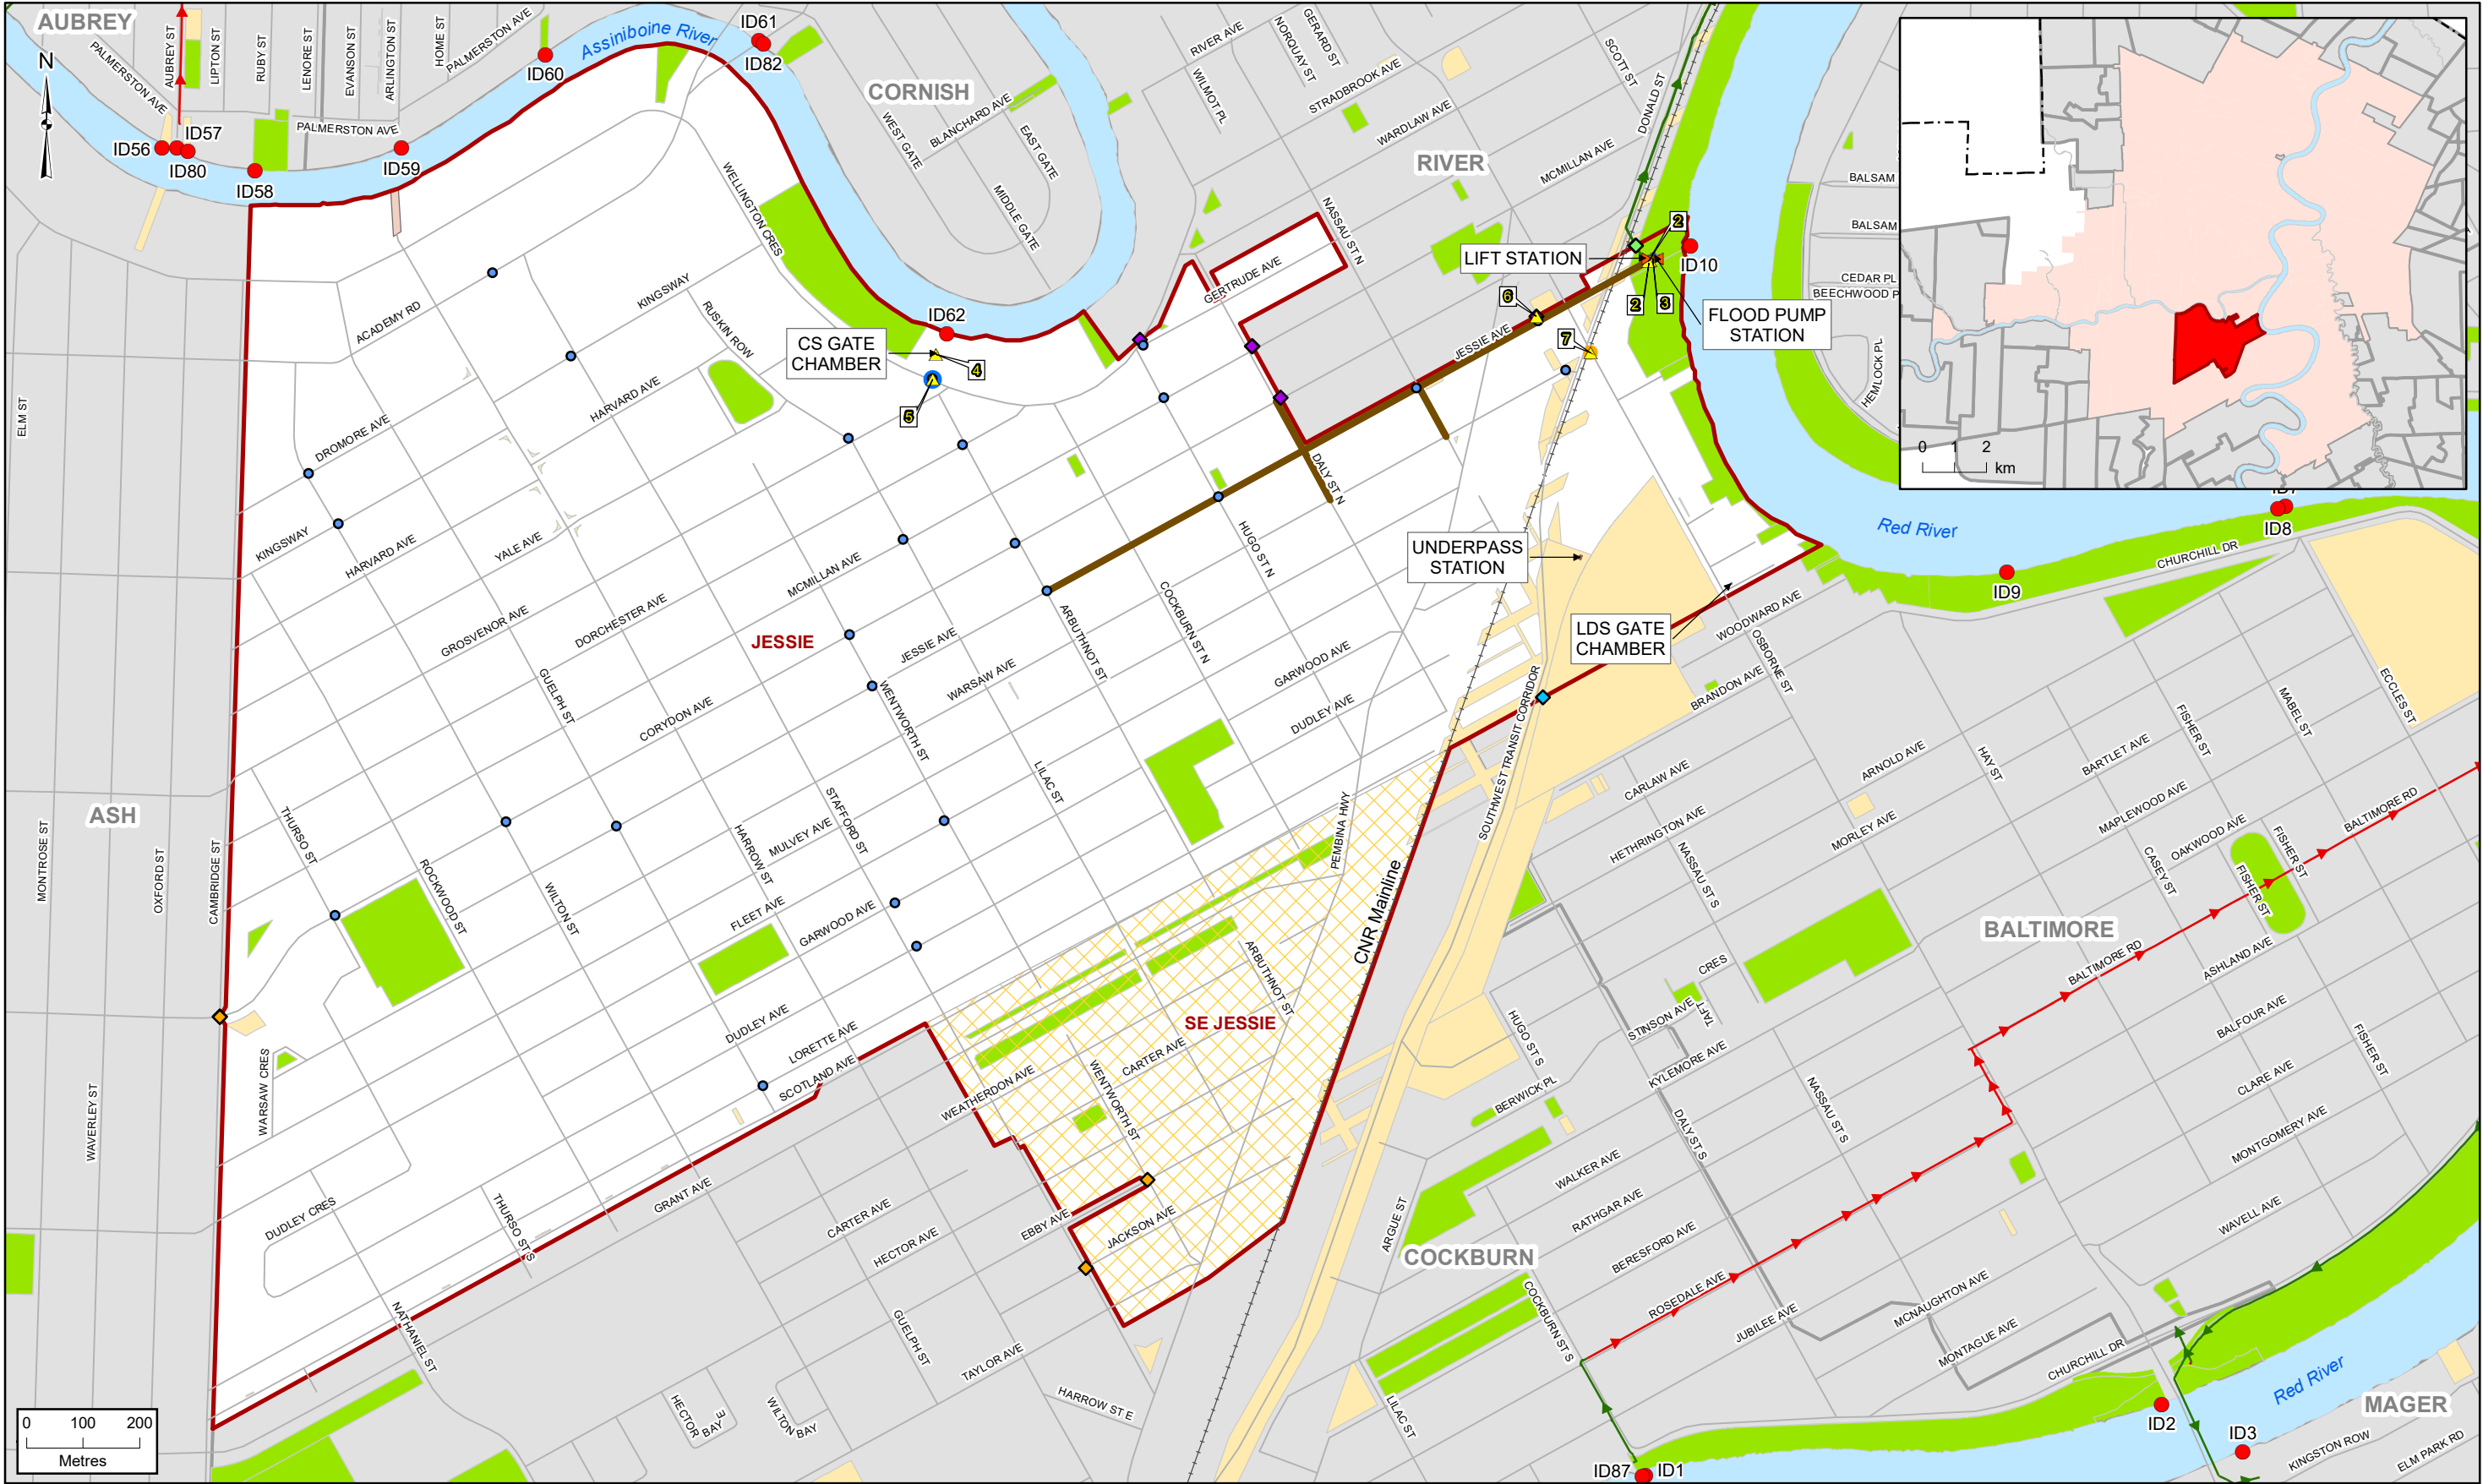 AUBREY
PALMERSTON AVE
AUBREY ST
LIPTON ST
RUBY ST
LENORE ST
EVANSON ST
ARLINGTON ST
HOME ST
PALMERSTON AVE
ID60
Assiniboine River
ID61
ID82
N
ID56
ID57
ID80
ID58
PALMERSTON AVE
ID59
CORNISH
WEST GATE
BLANCHARD AVE
EAST GATE
MIDDLE GATE
RIVER AVE
NORQUAY ST
GERARD ST
WILMOT PL
STRADBROOK AVE
WARDLAW AVE
RIVER
MCMILLAN AVE
SCOTT ST
DONALD ST
NASSAU ST N
GERTRUDE AVE
LIFT STATION
2
ID10
2
3
FLOOD PUMP
STATION
6
7
JESSIE AVE
BALSAM
BALSAM
CEDAR PL
BEECHWOOD P
HEMLOCK PL
0 1 2
km
WELLINGTON CRES
ACADEMY RD
KINGSWAY
RUSKIN ROW
HARVARD AVE
CS GATE
CHAMBER
ID62
4
5
ELM ST
DROMORE AVE
KINGSWAY
HARVARD AVE
YALE AVE
GROSVENOR AVE
DORCHESTER AVE
MCMILLAN AVE
JESSIE
JESSIE AVE
WARSAW AVE
CORYDON AVE
GUELPH ST
WENTWORTH ST
ARBUTHNOT ST
COCKBURN ST N
HUGO ST N
DALY ST N
GARWOOD AVE
DUDLEY AVE
UNDERPASS
STATION
LDS GATE
CHAMBER
Red River
ID8
ID9
CHURCHILL DR
WOODWARD AVE
OSBORNE ST
BRANDON AVE
SOUTHWEST TRANSIT CORRIDOR
ASH
MONTROSE ST
OXFORD ST
CAMBRIDGE ST
WAVERLEY ST
THURSO ST
ROCKWOOD ST
WILTON ST
HARROW ST
STAFFORD ST
MULVEY AVE
LILAC ST
FLEET AVE
GARWOOD AVE
DUDLEY AVE
LORETTE AVE
SCOTLAND AVE
WARSAW CRES
DUDLEY CRES
THURSO ST S
NATHANIEL ST
GRANT AVE
PEMBINA HWY
CNR Mainline
ARBUTHNOT ST
SE JESSIE
WEATHERDON AVE
CARTER AVE
WENTWORTH ST
CARTER AVE
HECTOR AVE
EBBY AVE
JACKSON AVE
GUELPH ST
TAYLOR AVE
HARROW ST E
HECTOR
BAY E
WILTON
BAY
CARLAW AVE
HETHRINGTON AVE
NASSAU ST S
ARNOLD AVE
MORLEY AVE
HAY ST
BARTLET AVE
MAPLEWOOD AVE
FISHER ST
MABEL ST
ECCLES ST
OAKWOOD AVE
CASEY ST
FISHER ST
FISHER ST
BALTIMORE RD
BALTIMORE
BALTIMORE RD
ASHLAND AVE
BALFOUR AVE
CLARE AVE
FISHER ST
MONTGOMERY AVE
WAVELL AVE
CRES
TAFT
STINSON AVE
HUGO ST S
KYLEMORE AVE
BERWICK PL
DALY ST S
NASSAU ST S
WALKER AVE
RATHGAR AVE
BERESFORD AVE
ARGUE ST
COCKBURN
COCKBURN ST S
ROSEDALE AVE
JUBILEE AVE
MCNAUGHTON AVE
MONTAGUE AVE
CHURCHILL DR
LILAC ST
ID87
ID1
ID2
ID3
Red River
MAGER
KINGSTON ROW
ELM PARK RD
0 100 200
Metres